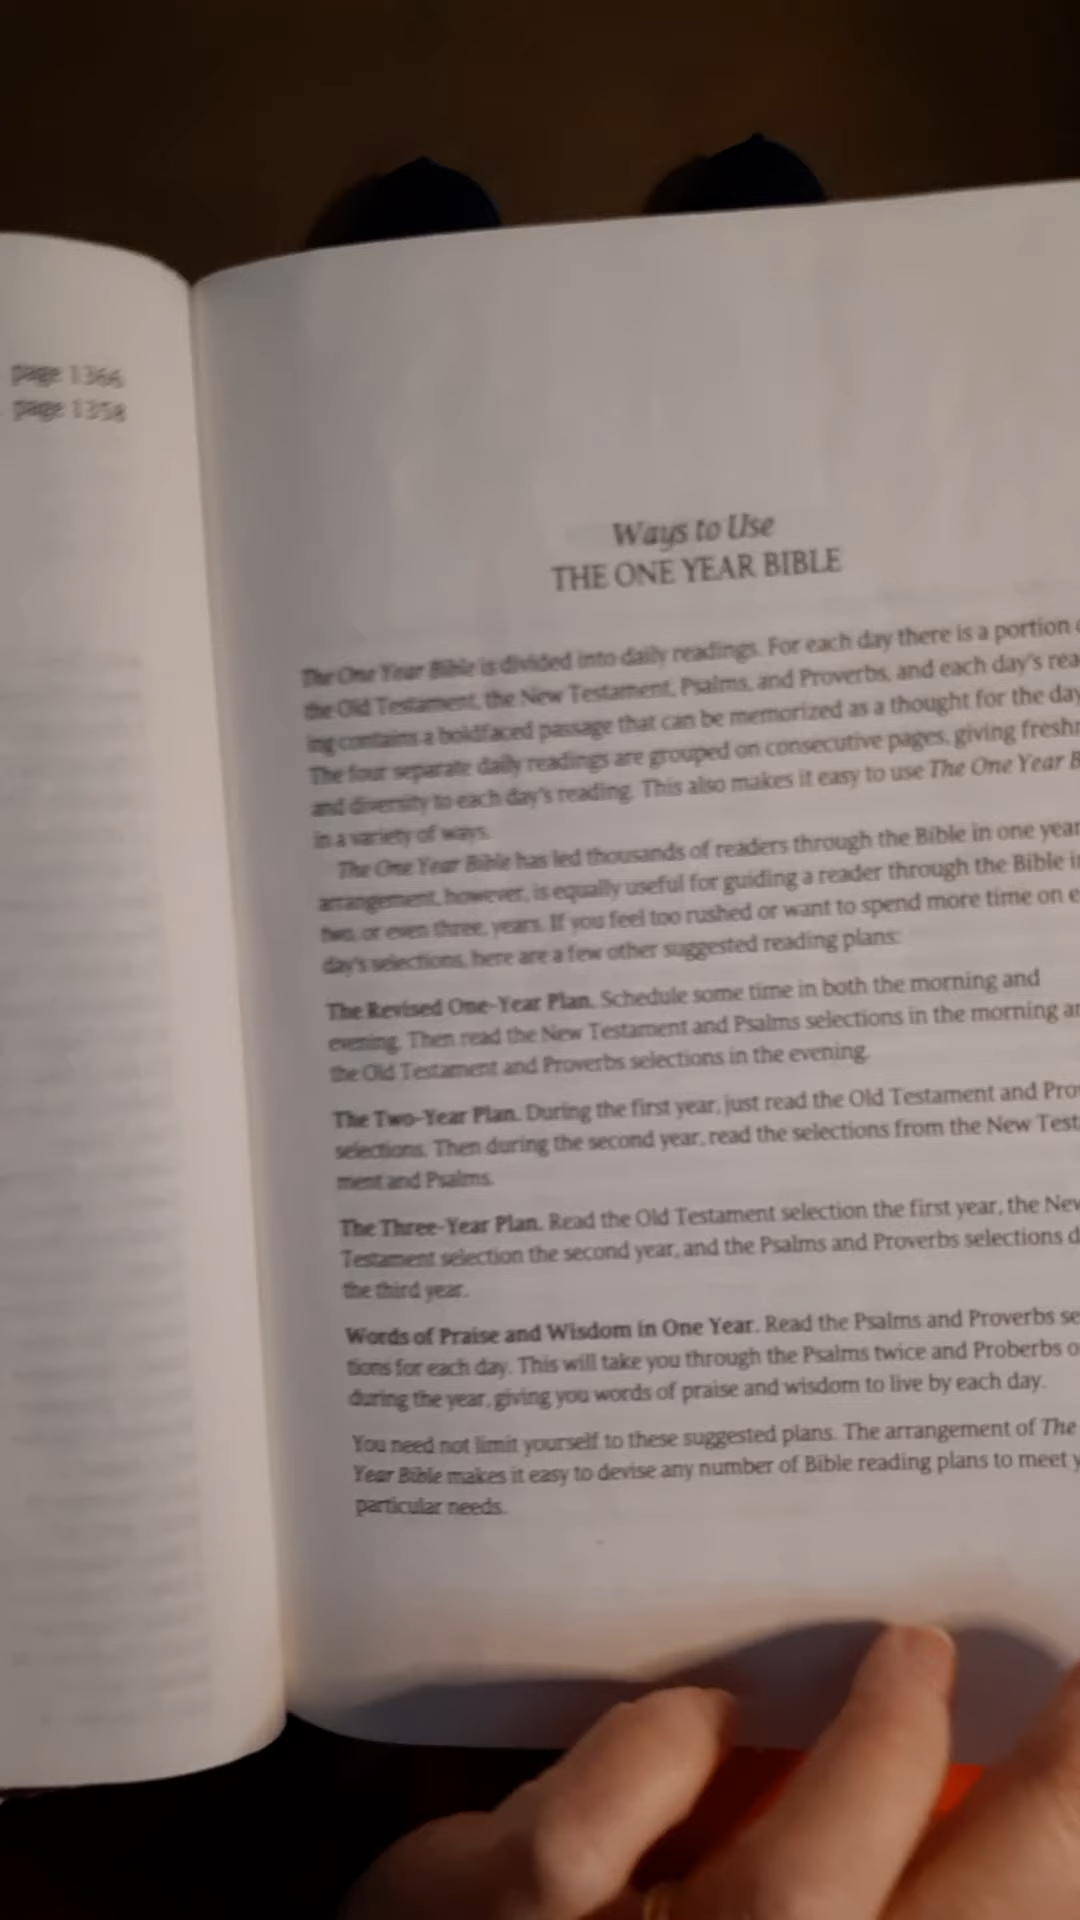 page 1366
page 1358
Ways to Use
THE ONE YEAR BIBLE
The One Year Bible is divided into daily readings. For each day there is a portion
the Old Testament, the New Testament, Psalms, and Proverbs, and each day's rea
ing contains a boldfaced passage that can be memorized as a thought for the day
The four separate daily readings are grouped on consecutive pages, giving freshn
and diversity to each day's reading. This also makes it easy to use The One Year B
in a variety of ways.
The One Year Bible has led thousands of readers through the Bible in one year
arrangement, however, is equally useful for guiding a reader through the Bible i
two, or even three, years. If you feel too rushed or want to spend more time on e
day's selections, here are a few other suggested reading plans:
The Revised One-Year Plan. Schedule some time in both the morning and
evening. Then read the New Testament and Psalms selections in the morning an
the Old Testament and Proverbs selections in the evening.
The Two-Year Plan. During the first year, just read the Old Testament and Pro
selections. Then during the second year, read the selections from the New Test
ment and Psalms.
The Three-Year Plan. Read the Old Testament selection the first year, the New
Testament selection the second year, and the Psalms and Proverbs selections d
the third year.
Words of Praise and Wisdom in One Year. Read the Psalms and Proverbs se
tions for each day. This will take you through the Psalms twice and Proberbs o
during the year, giving you words of praise and wisdom to live by each day.
You need not limit yourself to these suggested plans. The arrangement of The
Year Bible makes it easy to devise any number of Bible reading plans to meet y
particular needs.